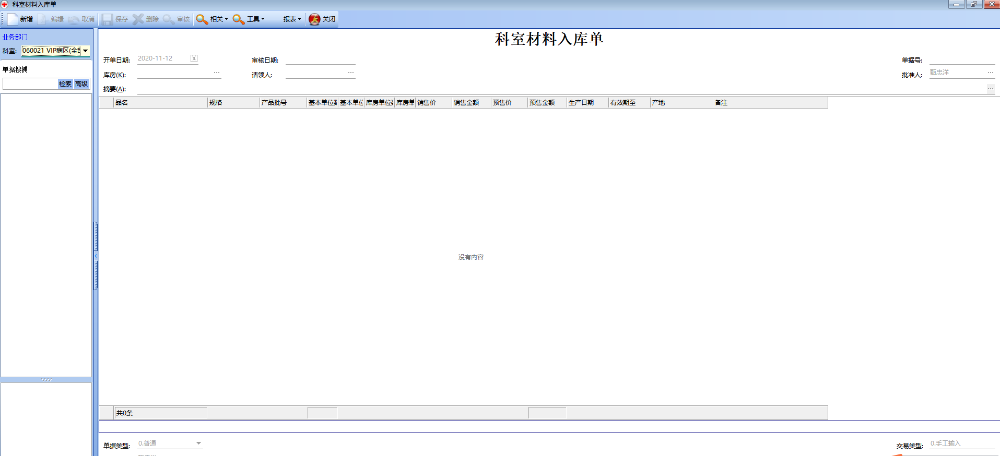 科室材料入库单
新增 编辑 取消 保存 删除 审核 相关 工具 报表 关闭
业务部门
科室: 060021 VIP病区(全
单据搜捕
检索 高级
科室材料入库单
开单日期: 2020-11-12 审核日期: 单据号:
库房(K): ... 请领人: ... 批准人: 甄忠洋 ...
摘要(A): ...
品名 规格 产品批号 基本单位数 基本单位 库房单位数 库房单 销售价 销售金额 预售价 预售金额 生产日期 有效期至 产地 备注
没有内容
共0条
单据类型: 0.普通 交易类型: 0.手工输入